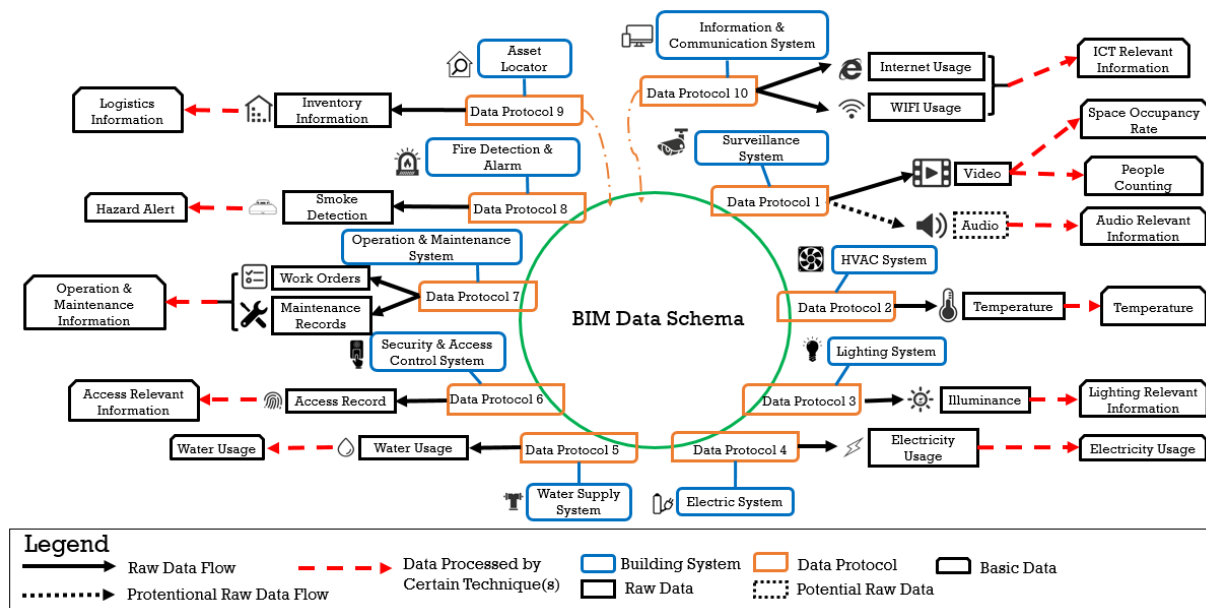 Information &
Communication System
Asset
Locator
Internet Usage
ICT Relevant
Information
Data Protocol 10
Logistics
Information
Inventory
Information
Data Protocol 9
WIFI Usage
Space Occupancy
Rate
Surveillance
System
Fire Detection &
Alarm
Video
People
Counting
Data Protocol 1
Hazard Alert
Smoke
Detection
Data Protocol 8
Audio
Audio Relevant
Information
Operation & Maintenance
System
HVAC System
Operation &
Maintenance
Information
Work Orders
Maintenance
Records
Data Protocol 7
BIM Data Schema
Data Protocol 2
Temperature
Temperature
Security & Access
Control System
Lighting System
Access Relevant
Information
Access Record
Data Protocol 6
Data Protocol 3
Illuminance
Lighting Relevant
Information
Water Usage
Water Usage
Data Protocol 5
Data Protocol 4
Electricity
Usage
Electricity Usage
Water Supply
System
Electric System
Legend
Raw Data Flow
Protentional Raw Data Flow
Data Processed by
Certain Technique(s)
Building System
Raw Data
Data Protocol
Potential Raw Data
Basic Data